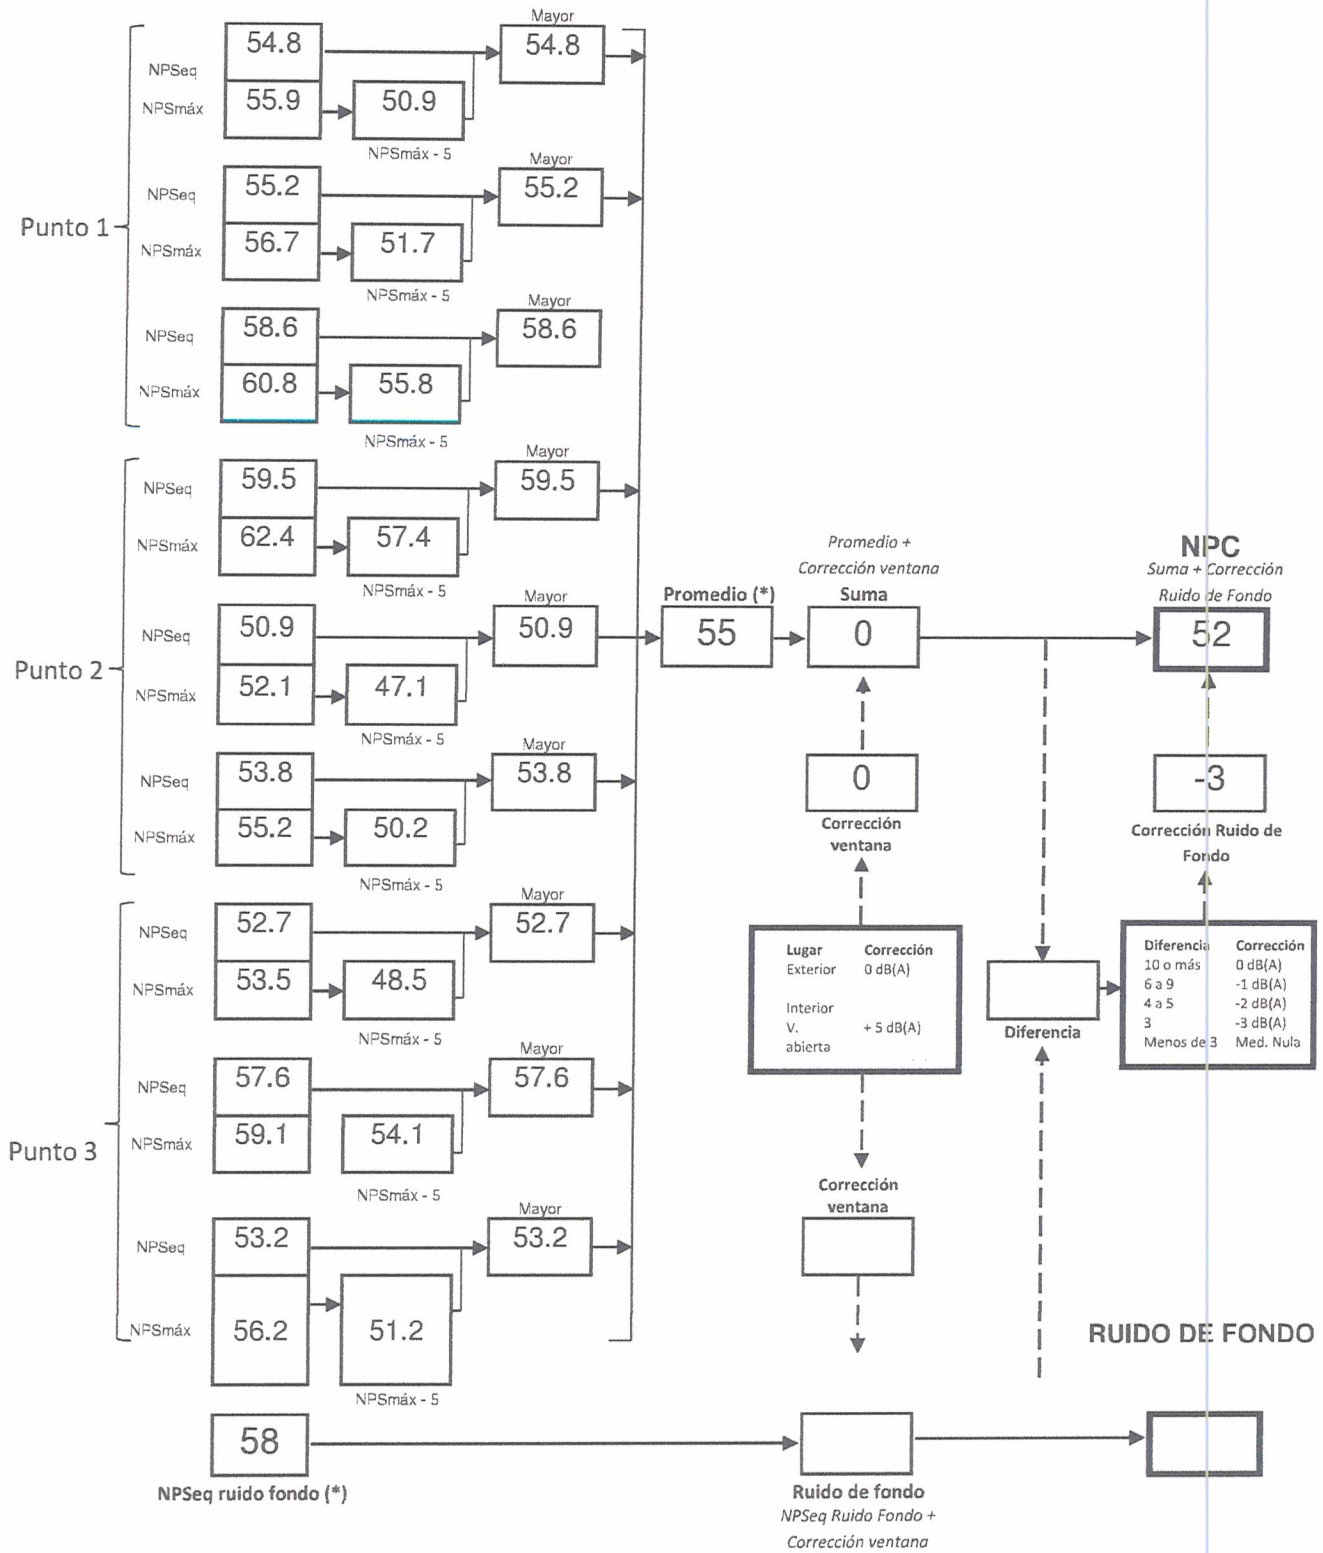 Mayor
54.8
54.8
NPSeq
55.9
50.9
NPSmáx
NPSmáx - 5
Mayor
55.2
55.2
NPSeq
Punto 1
56.7
51.7
NPSmáx
NPSmáx - 5
Mayor
58.6
58.6
NPSeq
60.8
55.8
NPSmáx
NPSmáx - 5
Mayor
59.5
59.5
NPSeq
62.4
57.4
NPSmáx
NPSmáx - 5
Mayor
50.9
50.9
NPSeq
Punto 2
52.1
47.1
NPSmáx
NPSmáx - 5
Mayor
53.8
53.8
NPSeq
55.2
50.2
NPSmáx
NPSmáx - 5
Mayor
52.7
52.7
NPSeq
53.5
48.5
NPSmáx
NPSmáx - 5
Mayor
57.6
57.6
NPSeq
Punto 3
59.1
54.1
NPSmáx
NPSmáx - 5
Mayor
53.2
53.2
NPSeq
56.2
51.2
NPSmáx
NPSmáx - 5
58
NPSeq ruido fondo (*)
Promedio (*)
55
Promedio +
Corrección ventana
Suma
0
0
Corrección
ventana
Lugar Corrección
Exterior 0 dB(A)
Interior
V. + 5 dB(A)
abierta
Corrección
ventana
Ruido de fondo
NPSeq Ruido Fondo +
Corrección ventana
NPC
Suma + Corrección
Ruido de Fondo
52
-3
Corrección Ruido de
Fondo
Diferencia
Diferencia Corrección
10 o más 0 dB(A)
6 a 9 -1 dB(A)
4 a 5 -2 dB(A)
3 -3 dB(A)
Menos de 3 Med. Nula
RUIDO DE FONDO